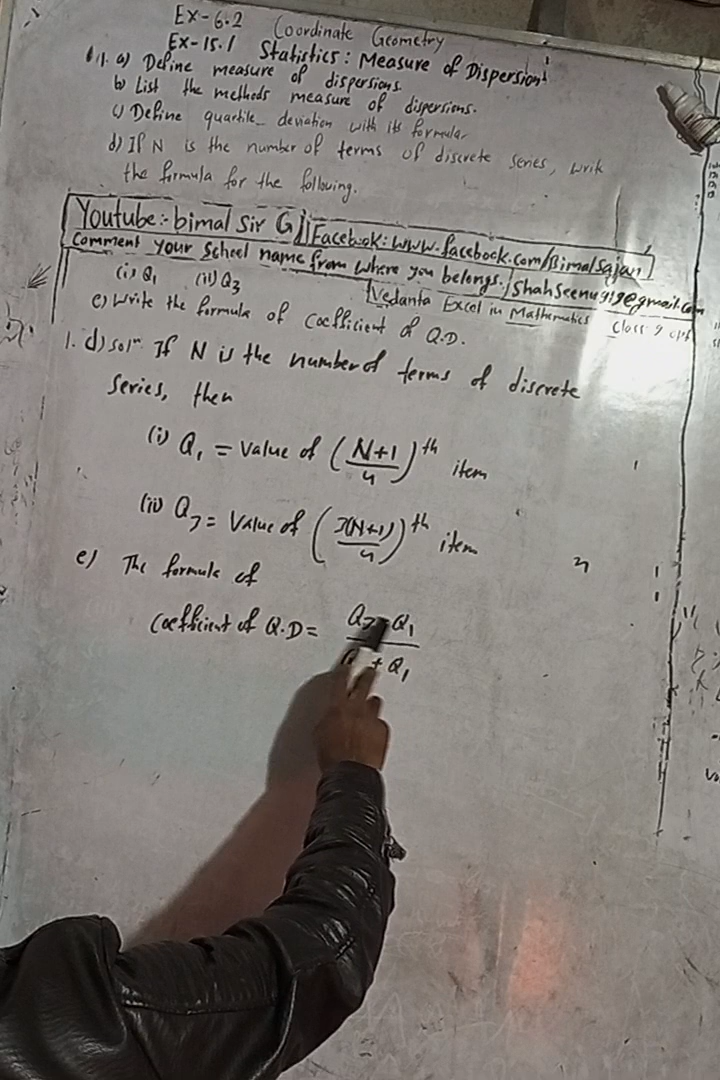 Ex-6.2 Coordinate Geometry
Ex-15.1 Statistics: Measure of Dispersion
1. a) Define measure of dispersions.
b) List the methods measure of dispersions.
c) Define quartile deviation with its formula.
d) If N is the number of terms of discrete series, write
the formula for the following.
Youtube:- bimal sir G Facebook: www.facebook.com/Bimalsajan
Comment your School name from where you belongs./shahseenu919@gmail.com
(i) Q₁ (ii) Q3
Vedanta Excel in Mathematics Class 9
e) Write the formula of coefficient of Q.D.
1. d) solⁿ If N is the number of terms of discrete
series, then
(i) Q₁ = Value of (N+1/4)th item
(ii) Q3 = Value of (3(N+1)/4)th item
e) The formula of
Coefficient of Q.D = Q3-Q₁
+ Q₁